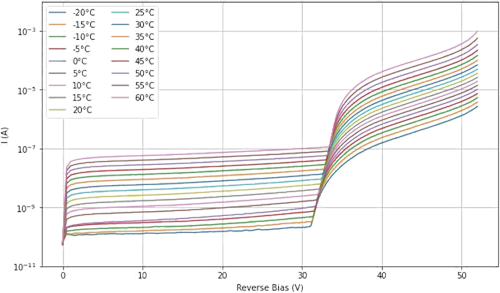 -20°C
25°C
-15°C
30°C
-10°C
35°C
-5°C
40°C
0°C
45°C
5°C
50°C
10°C
55°C
15°C
60°C
20°C
10⁻³
10⁻⁵
10⁻⁷
10⁻⁹
10⁻¹¹
I (A)
0 10 20 30 40 50
Reverse Bias (V)